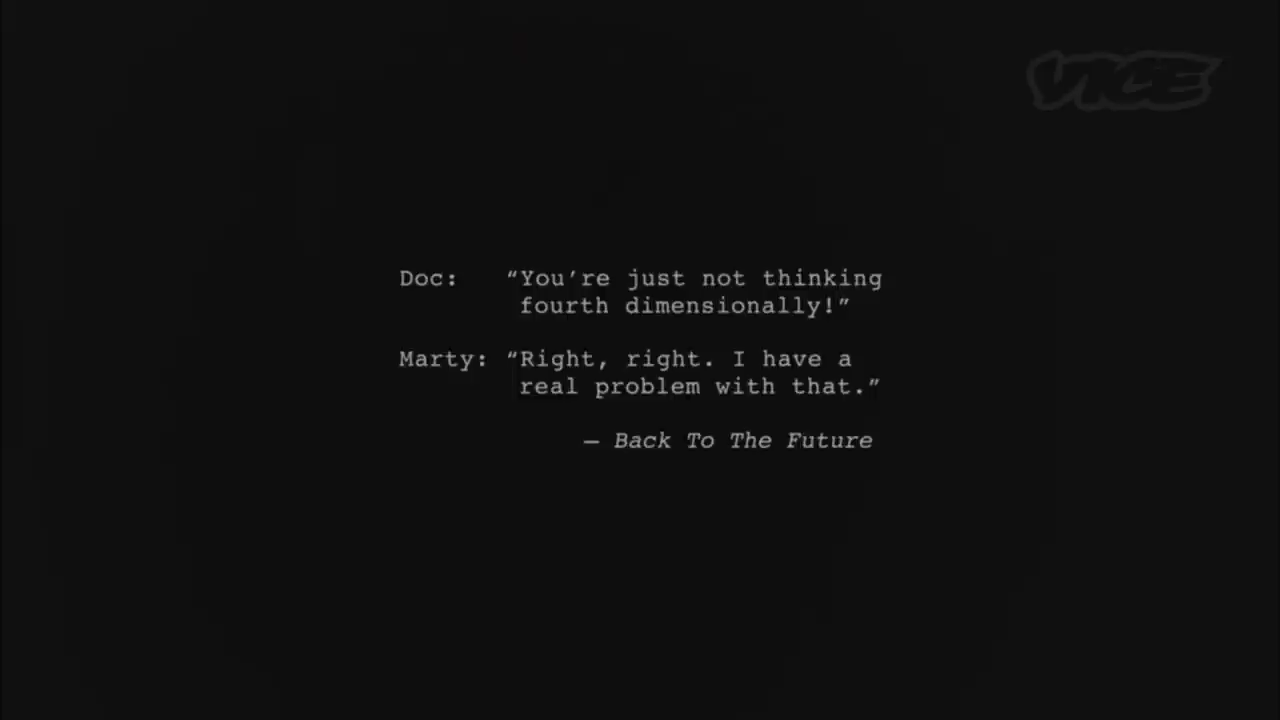 VICE
Doc: “You’re just not thinking
fourth dimensionally!”
Marty: “Right, right. I have a
real problem with that.”
— Back To The Future